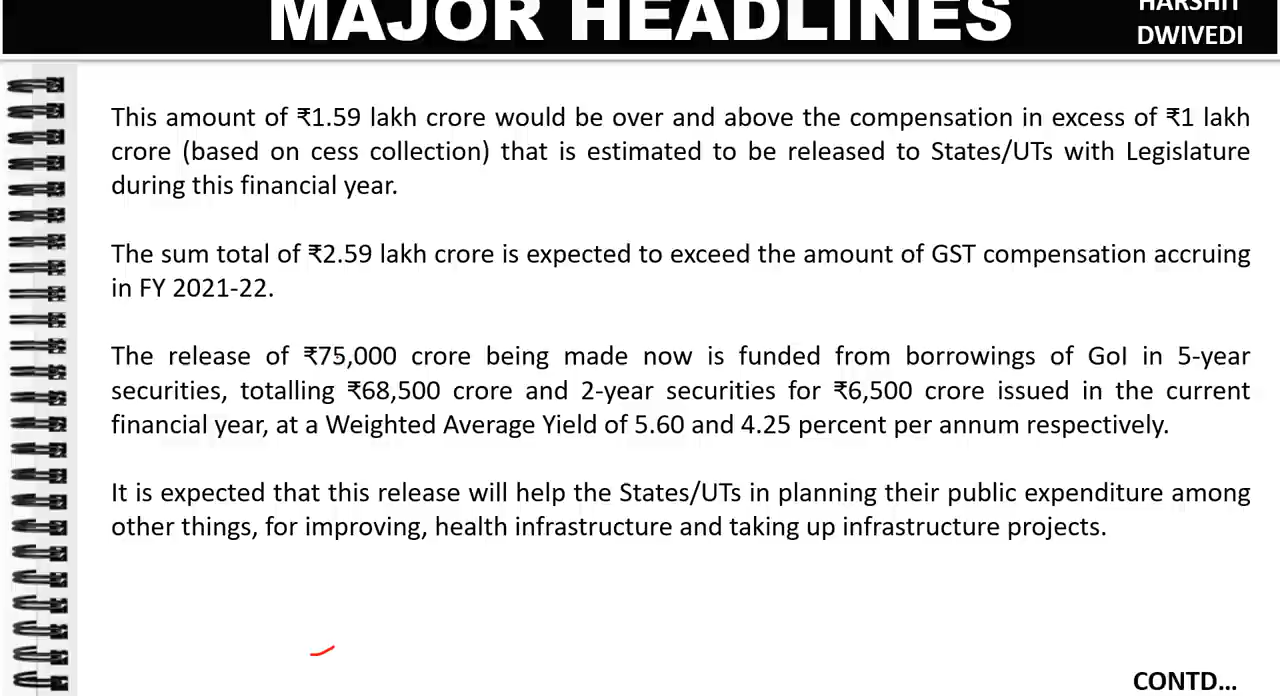 MAJOR HEADLINES
HARSHIT
DWIVEDI
This amount of ₹1.59 lakh crore would be over and above the compensation in excess of ₹1 lakh
crore (based on cess collection) that is estimated to be released to States/UTs with Legislature
during this financial year.
The sum total of ₹2.59 lakh crore is expected to exceed the amount of GST compensation accruing
in FY 2021-22.
The release of ₹75,000 crore being made now is funded from borrowings of GoI in 5-year
securities, totalling ₹68,500 crore and 2-year securities for ₹6,500 crore issued in the current
financial year, at a Weighted Average Yield of 5.60 and 4.25 percent per annum respectively.
It is expected that this release will help the States/UTs in planning their public expenditure among
other things, for improving, health infrastructure and taking up infrastructure projects.
CONTD...